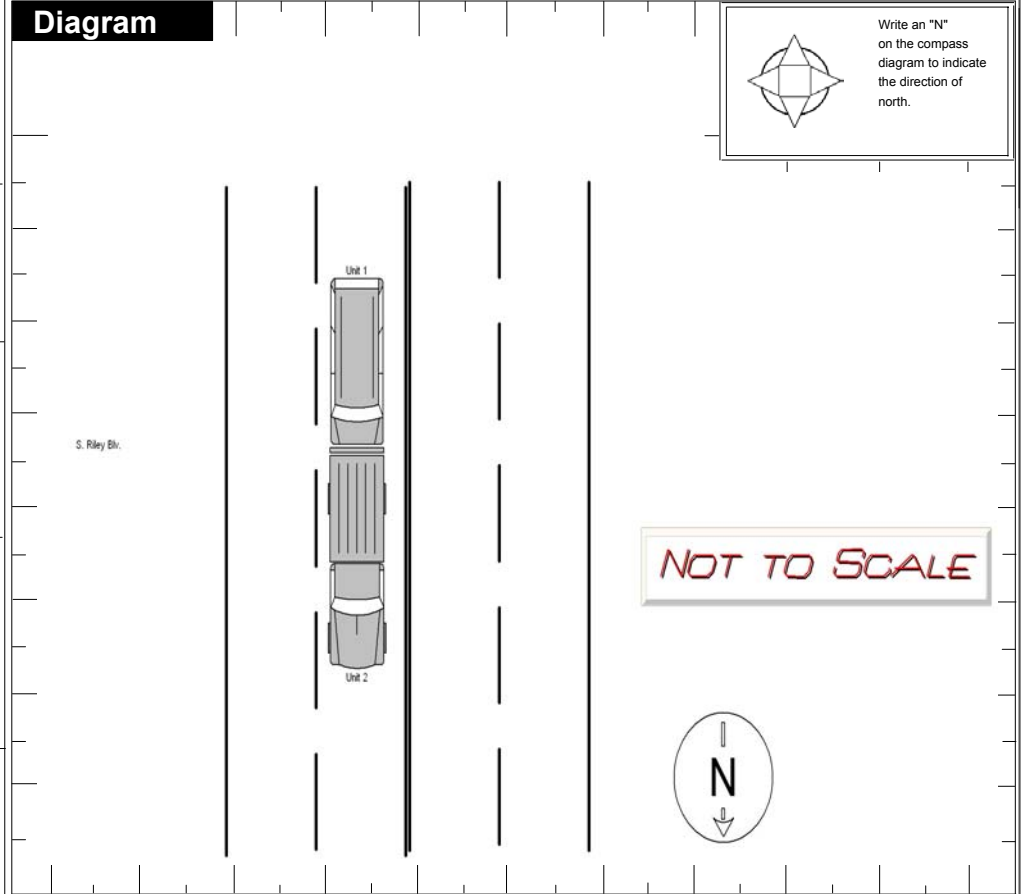 Diagram
Write an "N"
on the compass
diagram to indicate
the direction of
north.
Unit 1
S. Riley Blv.
NOT TO SCALE
Unit 2
N